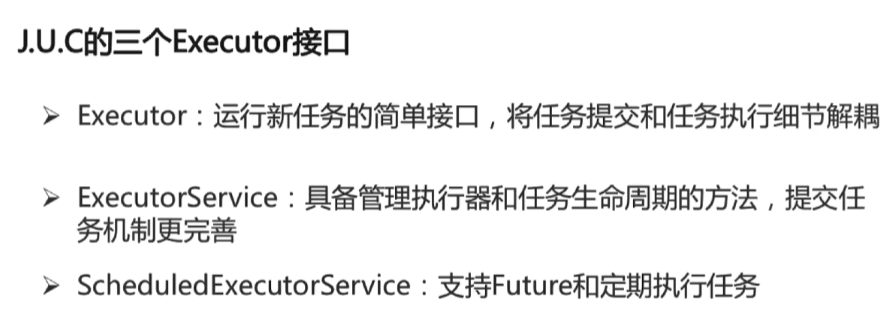 J.U.C的三个Executor接口
➢ Executor：运行新任务的简单接口，将任务提交和任务执行细节解耦
➢ ExecutorService：具备管理执行器和任务生命周期的方法，提交任
务机制更完善
➢ ScheduledExecutorService：支持Future和定期执行任务